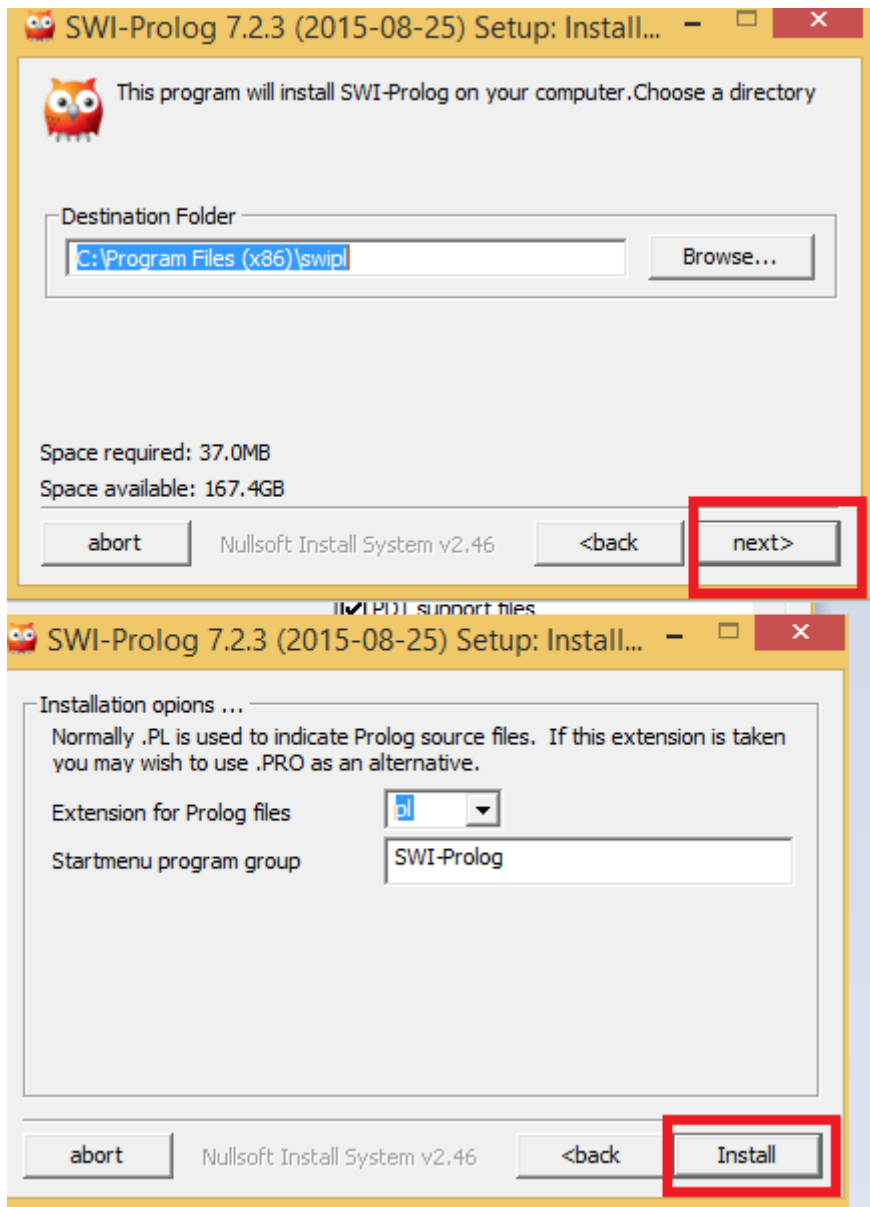 SWI-Prolog 7.2.3 (2015-08-25) Setup: Install...
This program will install SWI-Prolog on your computer.Choose a directory
Destination Folder
C:\Program Files (x86)\swipl
Browse...
Space required: 37.0MB
Space available: 167.4GB
abort
Nullsoft Install System v2.46
<back
next>
PDT support files
SWI-Prolog 7.2.3 (2015-08-25) Setup: Install...
Installation opions ...
Normally .PL is used to indicate Prolog source files. If this extension is taken
you may wish to use .PRO as an alternative.
Extension for Prolog files
pl
Startmenu program group
SWI-Prolog
abort
Nullsoft Install System v2.46
<back
Install